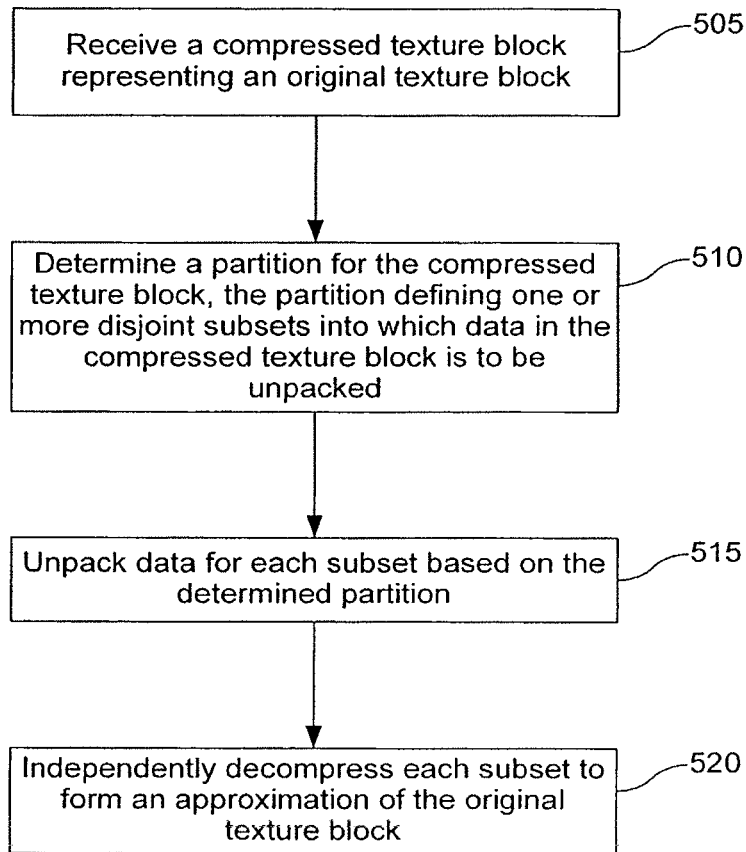 Receive a compressed texture block
representing an original texture block
505
Determine a partition for the compressed
texture block, the partition defining one or
more disjoint subsets into which data in the
compressed texture block is to be
unpacked
510
Unpack data for each subset based on the
determined partition
515
Independently decompress each subset to
form an approximation of the original
texture block
520